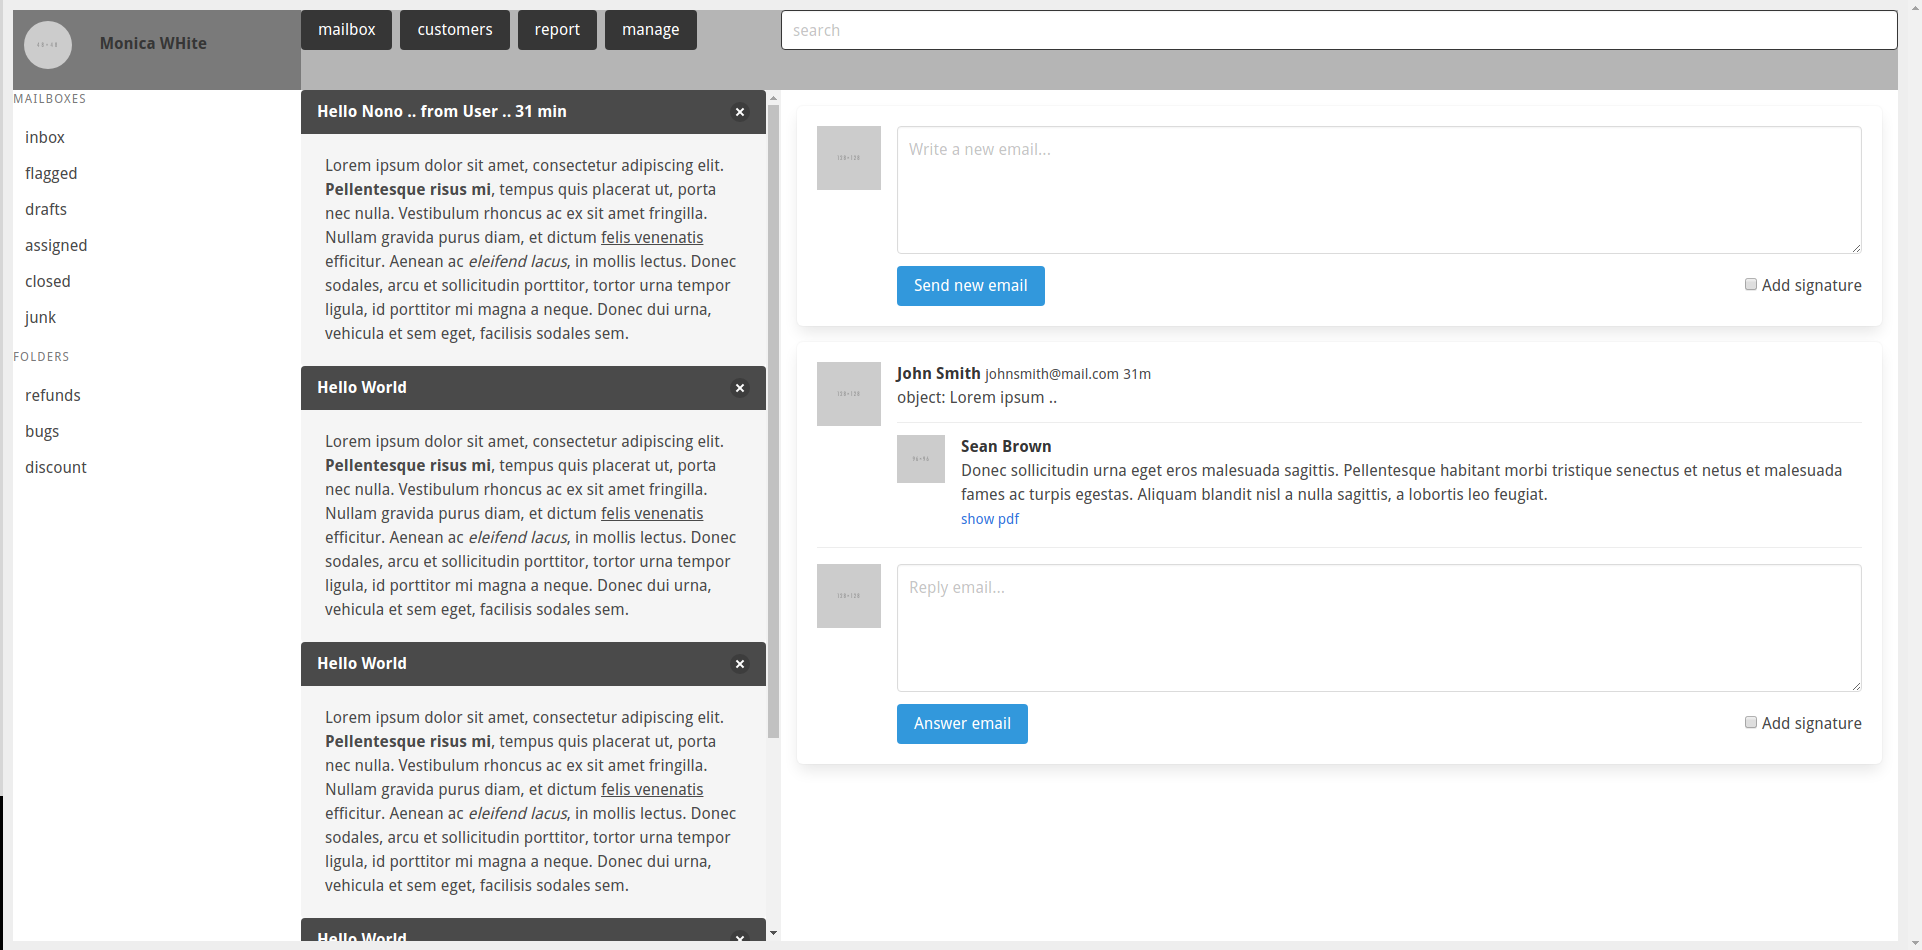 Monica WHite
mailbox
customers
report
manage
search
MAILBOXES
inbox
flagged
drafts
assigned
closed
junk
FOLDERS
refunds
bugs
discount
Hello Nono .. from User .. 31 min
Lorem ipsum dolor sit amet, consectetur adipiscing elit.
Pellentesque risus mi, tempus quis placerat ut, porta
nec nulla. Vestibulum rhoncus ac ex sit amet fringilla.
Nullam gravida purus diam, et dictum felis venenatis
efficitur. Aenean ac eleifend lacus, in mollis lectus. Donec
sodales, arcu et sollicitudin porttitor, tortor urna tempor
ligula, id porttitor mi magna a neque. Donec dui urna,
vehicula et sem eget, facilisis sodales sem.
Hello World
Lorem ipsum dolor sit amet, consectetur adipiscing elit.
Pellentesque risus mi, tempus quis placerat ut, porta
nec nulla. Vestibulum rhoncus ac ex sit amet fringilla.
Nullam gravida purus diam, et dictum felis venenatis
efficitur. Aenean ac eleifend lacus, in mollis lectus. Donec
sodales, arcu et sollicitudin porttitor, tortor urna tempor
ligula, id porttitor mi magna a neque. Donec dui urna,
vehicula et sem eget, facilisis sodales sem.
Hello World
Lorem ipsum dolor sit amet, consectetur adipiscing elit.
Pellentesque risus mi, tempus quis placerat ut, porta
nec nulla. Vestibulum rhoncus ac ex sit amet fringilla.
Nullam gravida purus diam, et dictum felis venenatis
efficitur. Aenean ac eleifend lacus, in mollis lectus. Donec
sodales, arcu et sollicitudin porttitor, tortor urna tempor
ligula, id porttitor mi magna a neque. Donec dui urna,
vehicula et sem eget, facilisis sodales sem.
Hello World
Write a new email...
Send new email
Add signature
John Smith johnsmith@mail.com 31m
object: Lorem ipsum ..
Sean Brown
Donec sollicitudin urna eget eros malesuada sagittis. Pellentesque habitant morbi tristique senectus et netus et malesuada
fames ac turpis egestas. Aliquam blandit nisl a nulla sagittis, a lobortis leo feugiat.
show pdf
Reply email...
Answer email
Add signature